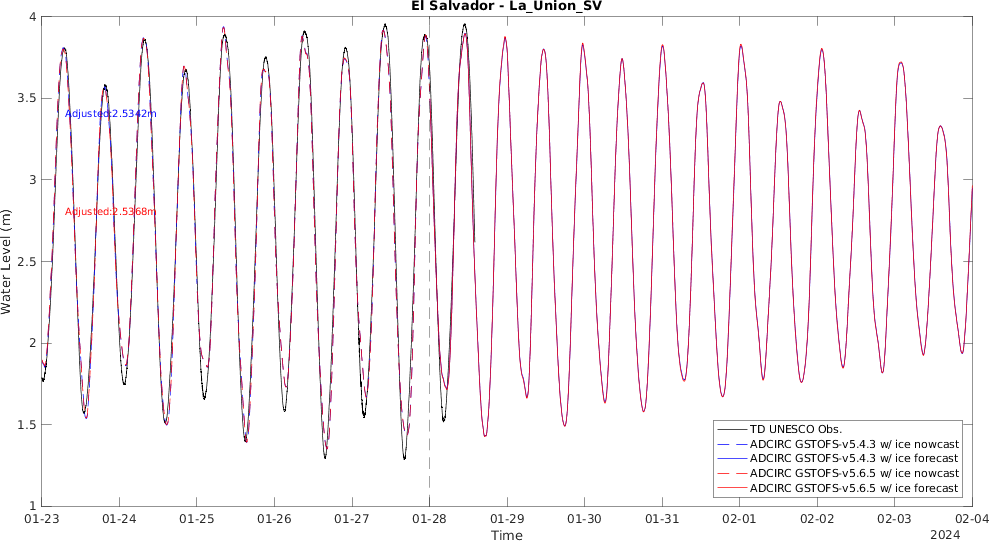 El Salvador - La_Union_SV
4
3.5
3
2.5
2
1.5
1
Water Level (m)
Adjusted:2.5342m
Adjusted:2.5368m
TD UNESCO Obs.
ADCIRC GSTOFS-v5.4.3 w/ ice nowcast
ADCIRC GSTOFS-v5.4.3 w/ ice forecast
ADCIRC GSTOFS-v5.6.5 w/ ice nowcast
ADCIRC GSTOFS-v5.6.5 w/ ice forecast
01-23 01-24 01-25 01-26 01-27 01-28 01-29 01-30 01-31 02-01 02-02 02-03 02-04
Time
2024